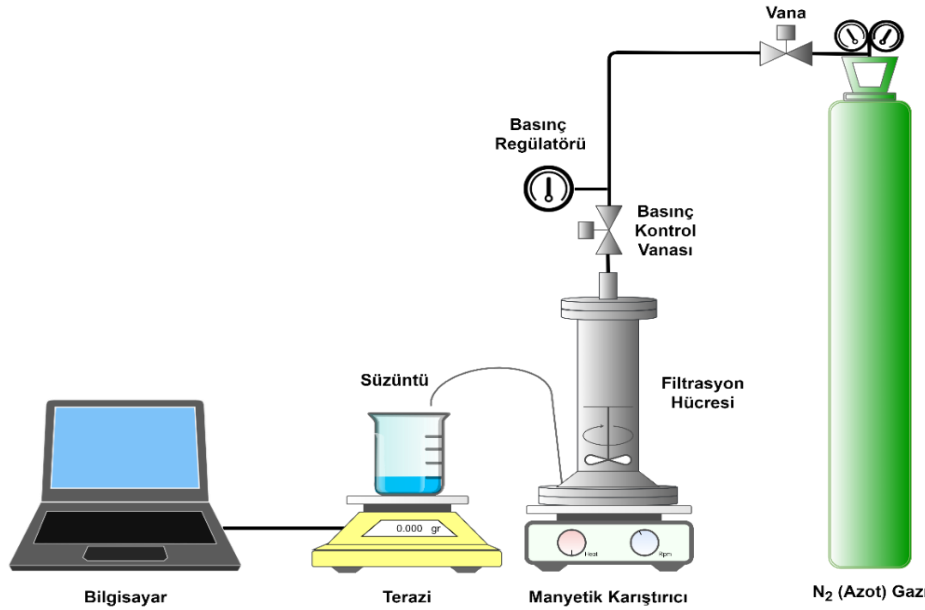 Vana
Basınç
Regülatörü
Basınç
Kontrol
Vanası
Süzüntü
Filtrasyon
Hücresi
0.000 gr
Heat
Rpm
Bilgisayar
Terazi
Manyetik Karıştırıcı
N₂ (Azot) Gazı